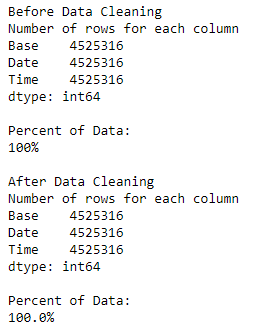 Before Data Cleaning
Number of rows for each column
Base    4525316
Date    4525316
Time    4525316
dtype: int64

Percent of Data:
100%

After Data Cleaning
Number of rows for each column
Base    4525316
Date    4525316
Time    4525316
dtype: int64

Percent of Data:
100.0%